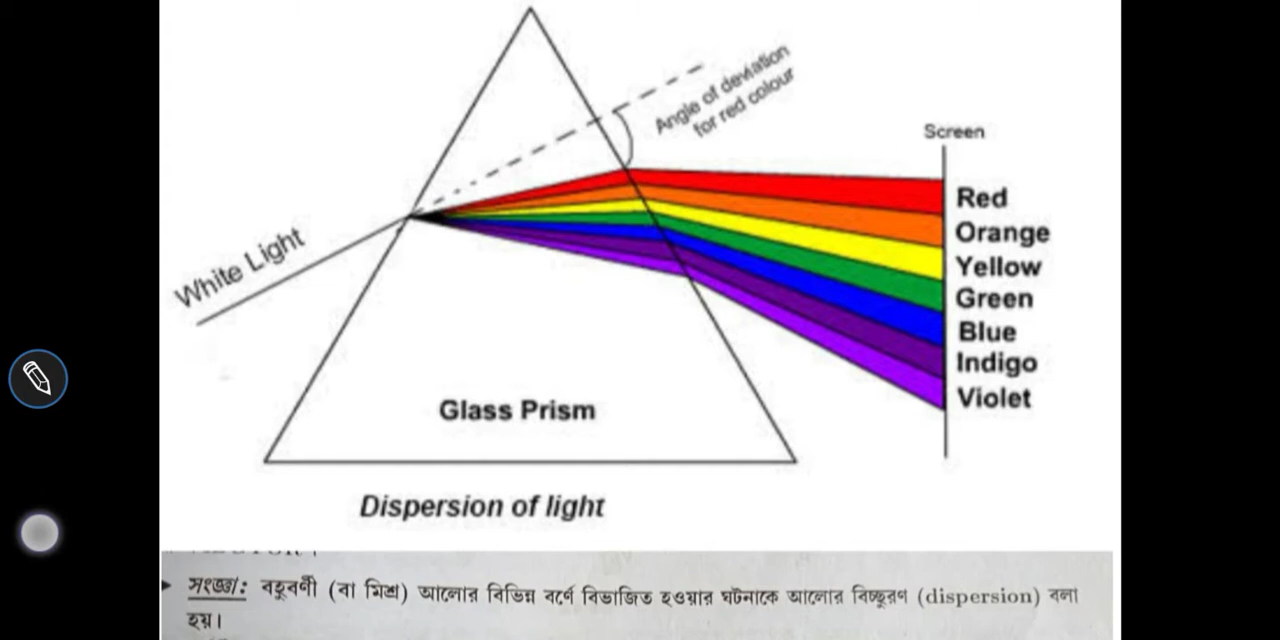 Angle of deviation
for red colour
Screen
White Light
Red
Orange
Yellow
Green
Blue
Indigo
Violet
Glass Prism
Dispersion of light
সংজ্ঞা: বহুবর্ণী (বা মিশ্র) আলোর বিভিন্ন বর্ণে বিভাজিত হওয়ার ঘটনাকে আলোর বিচ্ছুরণ (dispersion) বলা
হয়।